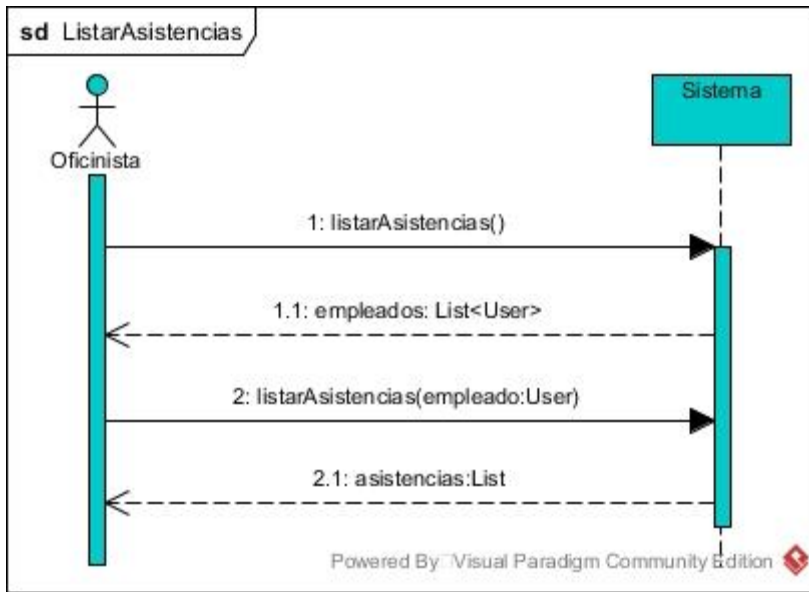 sd ListarAsistencias
Oficinista
Sistema
1: listarAsistencias()
1.1: empleados: List<User>
2: listarAsistencias(empleado:User)
2.1: asistencias:List
Powered By Visual Paradigm Community Edition